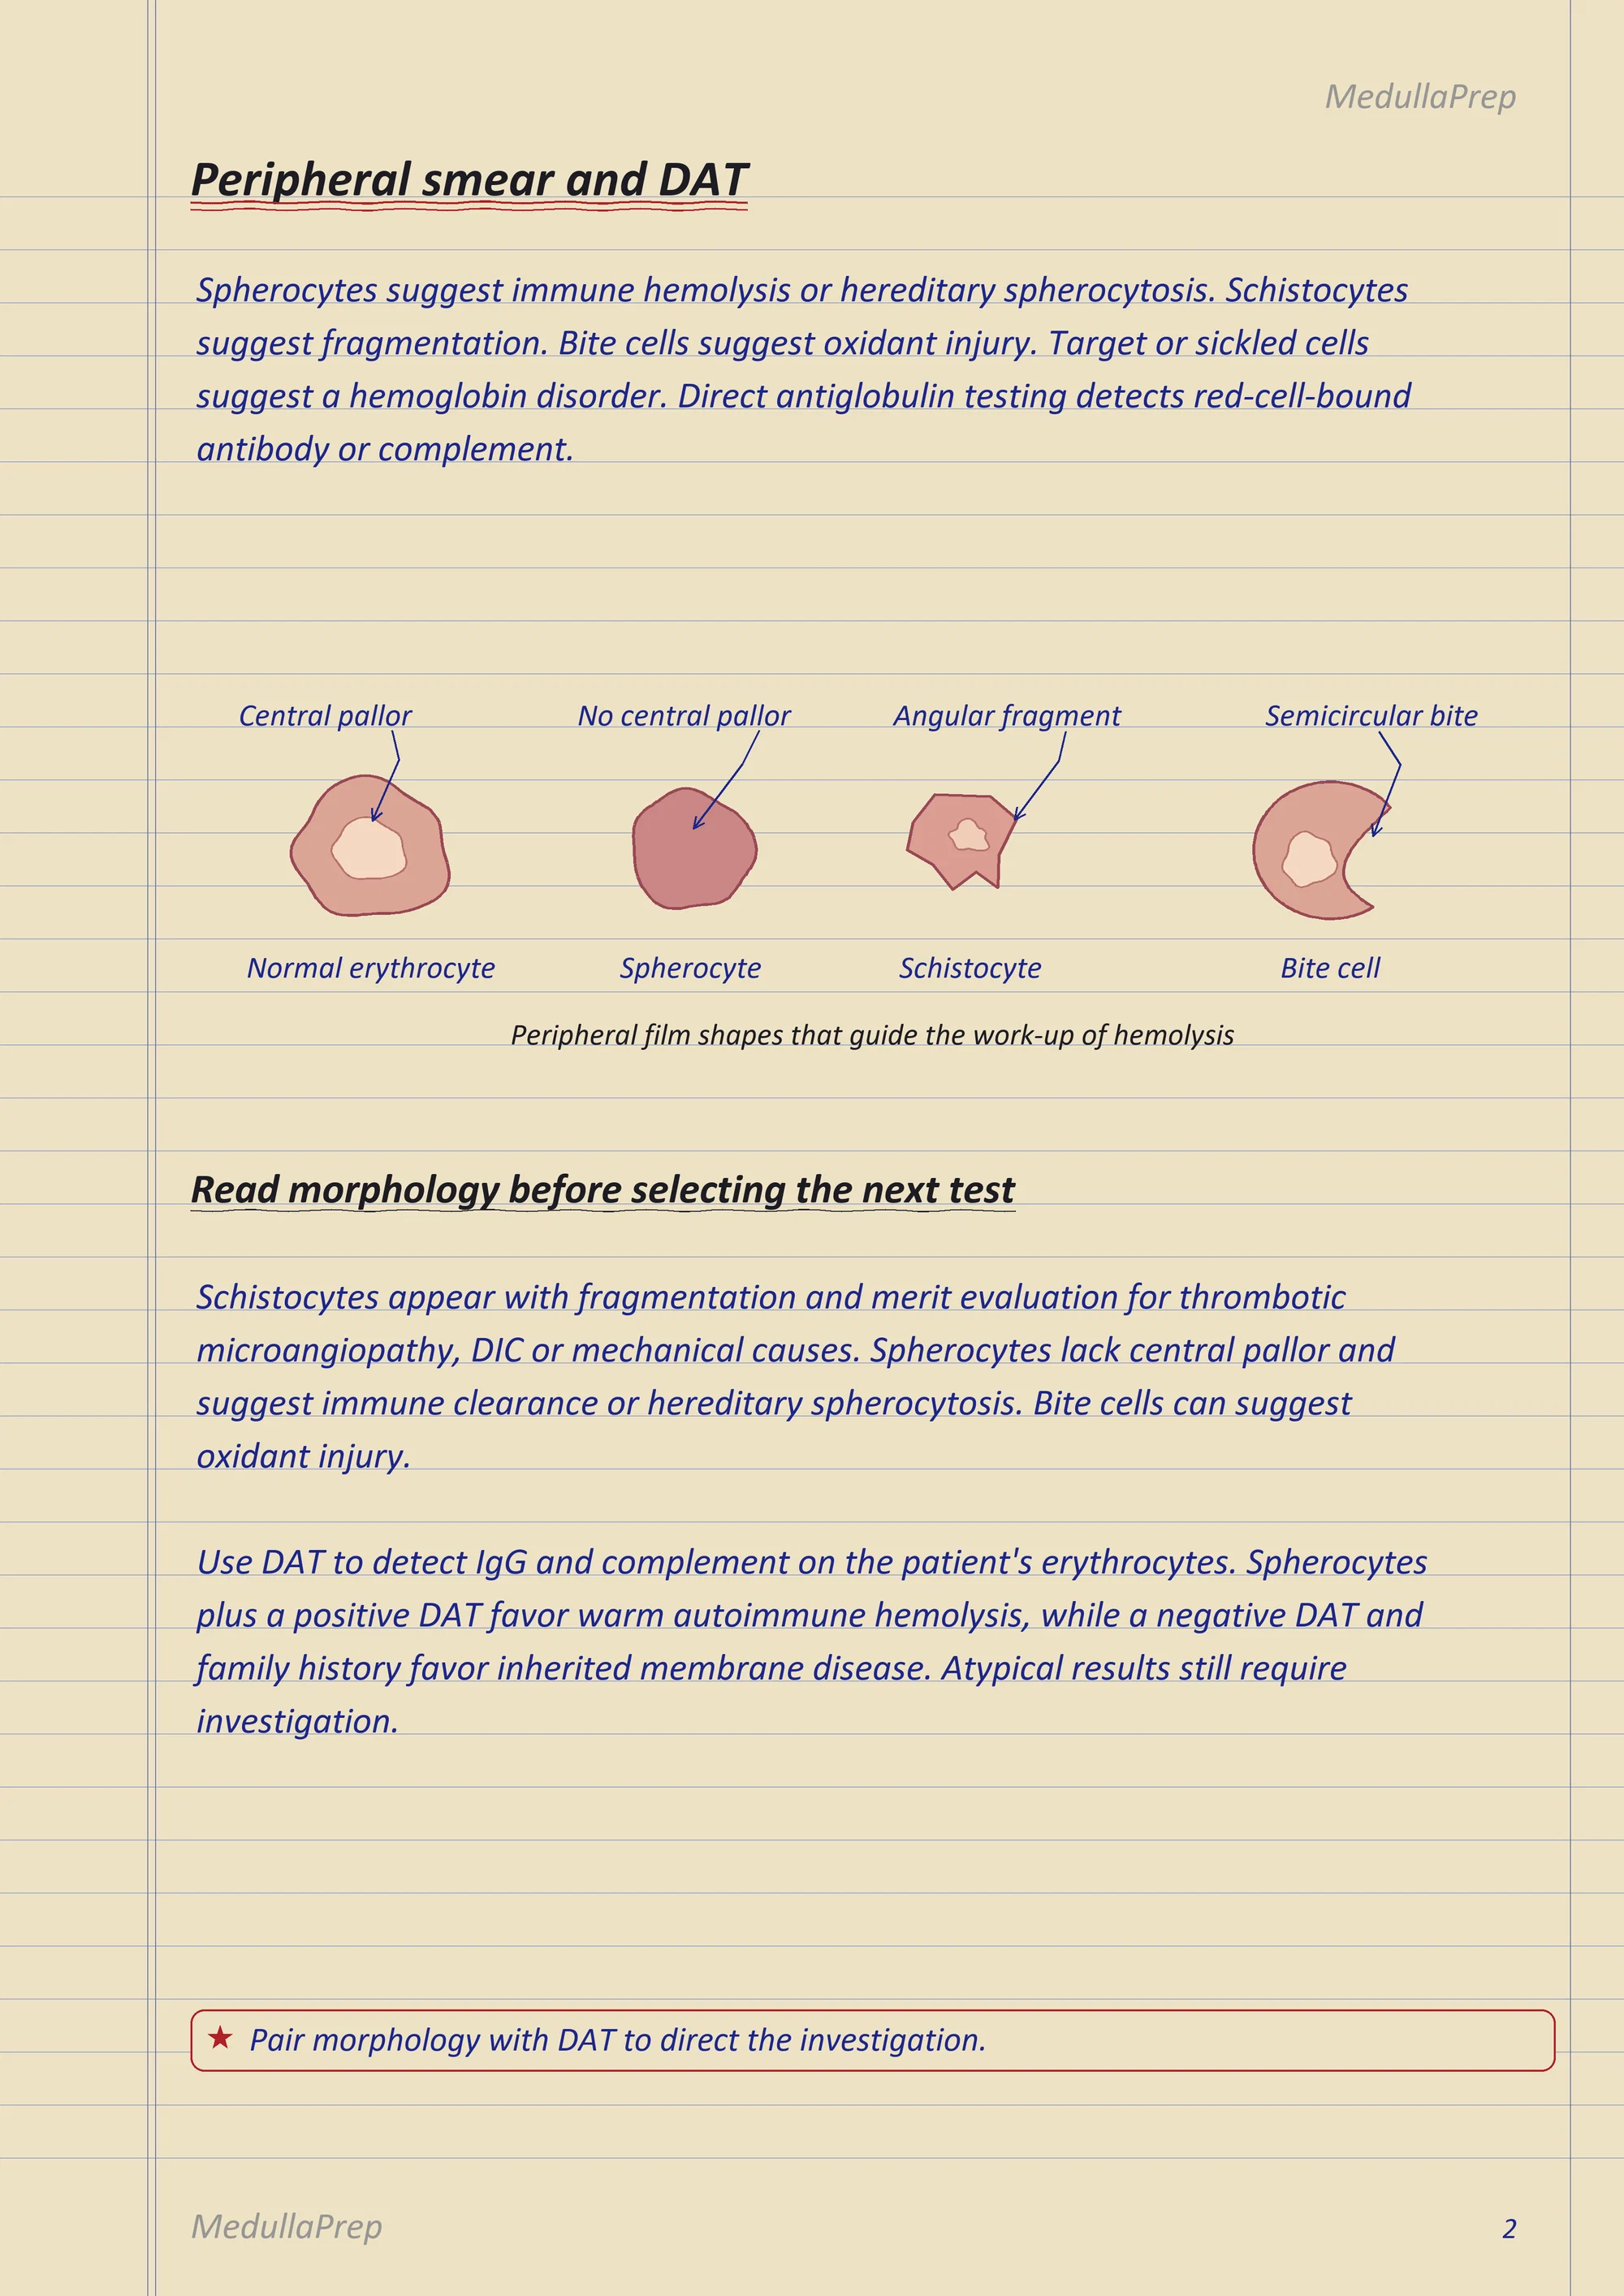 MedullaPrep
Peripheral smear and DAT
Spherocytes suggest immune hemolysis or hereditary spherocytosis. Schistocytes
suggest fragmentation. Bite cells suggest oxidant injury. Target or sickled cells
suggest a hemoglobin disorder. Direct antiglobulin testing detects red-cell-bound
antibody or complement.
Central pallor
No central pallor
Angular fragment
Semicircular bite
Normal erythrocyte
Spherocyte
Schistocyte
Bite cell
Peripheral film shapes that guide the work-up of hemolysis
Read morphology before selecting the next test
Schistocytes appear with fragmentation and merit evaluation for thrombotic
microangiopathy, DIC or mechanical causes. Spherocytes lack central pallor and
suggest immune clearance or hereditary spherocytosis. Bite cells can suggest
oxidant injury.
Use DAT to detect IgG and complement on the patient's erythrocytes. Spherocytes
plus a positive DAT favor warm autoimmune hemolysis, while a negative DAT and
family history favor inherited membrane disease. Atypical results still require
investigation.
★ Pair morphology with DAT to direct the investigation.
MedullaPrep
2